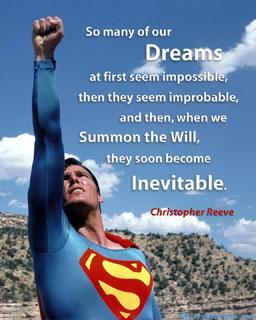 So many of our
Dreams
at first seem impossible,
then they seem improbable,
and then, when we
Summon the Will,
they soon become
Inevitable.
Christopher Reeve